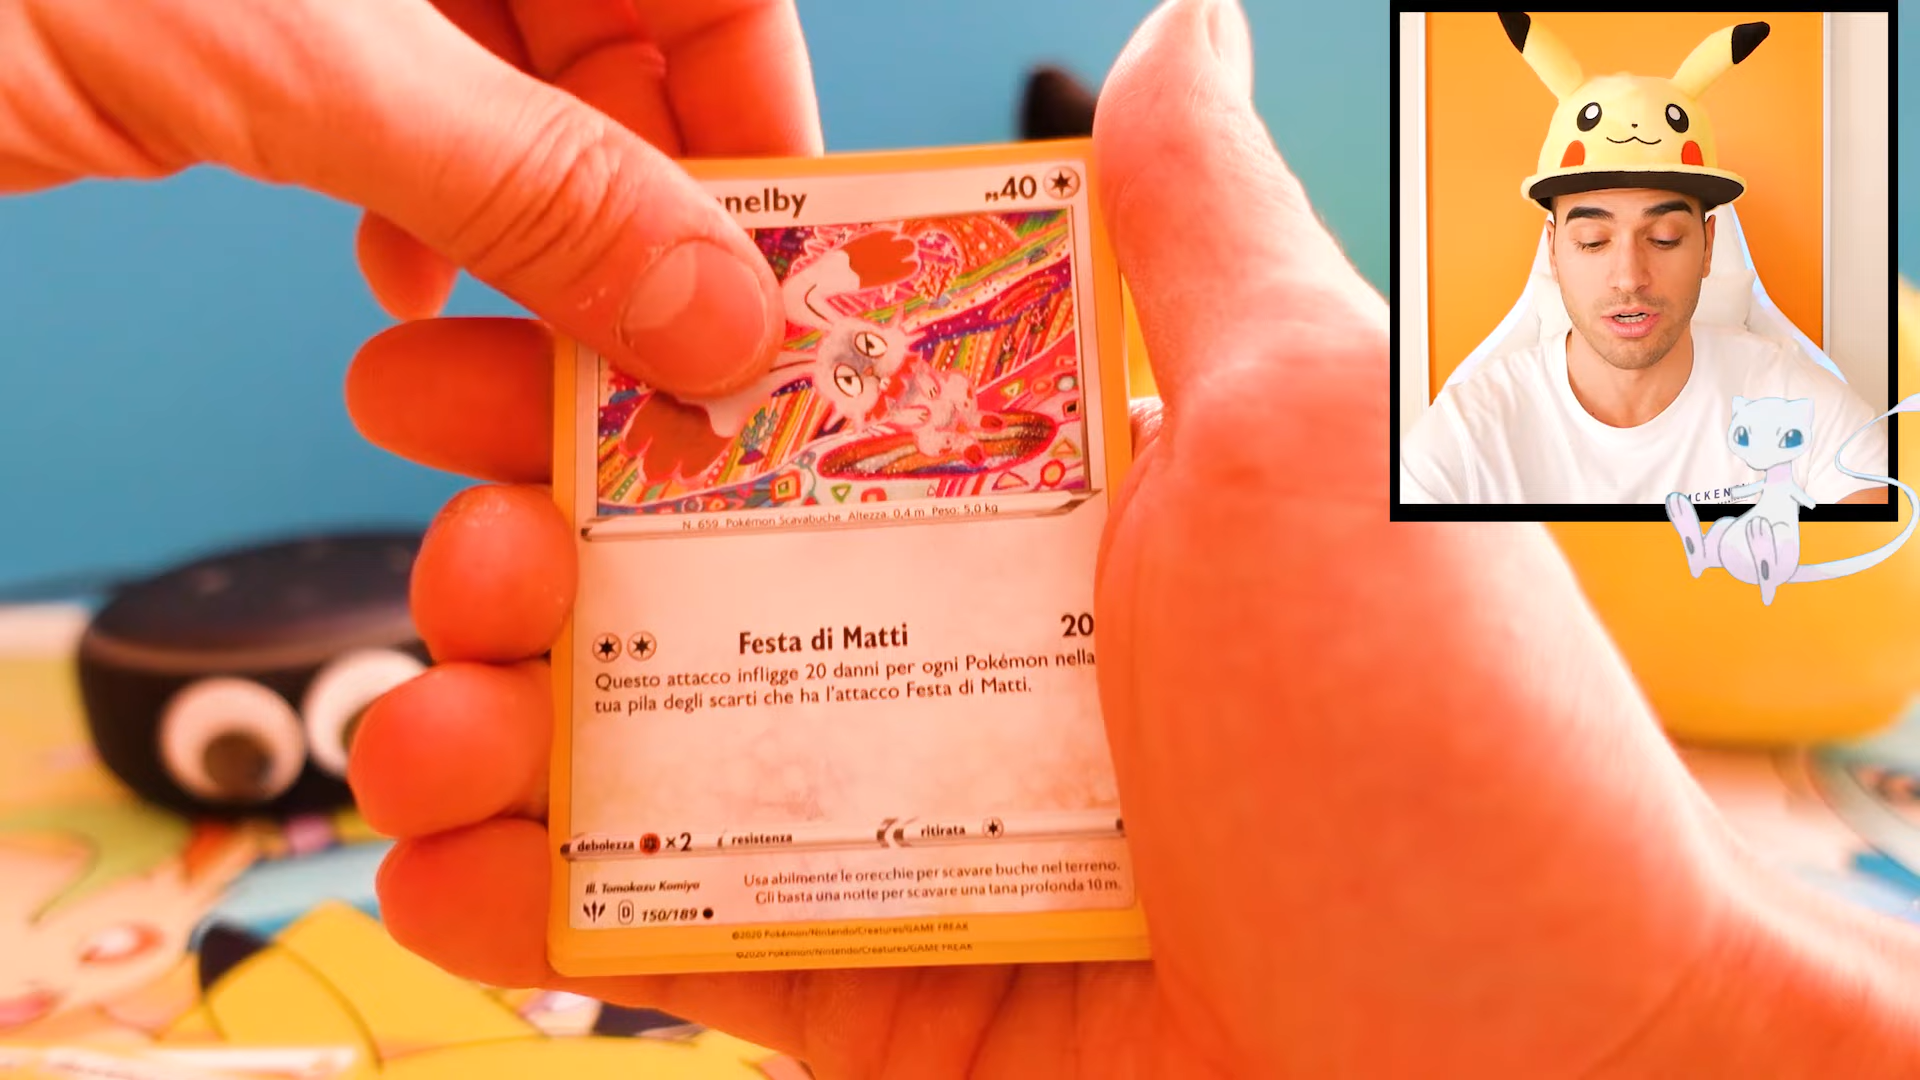 nelby
PS40
N. 659 Pokémon Scavabuche Altezza: 0,4 m Peso: 5,0 kg
Festa di Matti 20
Questo attacco infligge 20 danni per ogni Pokémon nella
tua pila degli scarti che ha l'attacco Festa di Matti.
debolezza ×2 resistenza ritirata
Usa abilmente le orecchie per scavare buche nel terreno.
Gli basta una notte per scavare una tana profonda 10 m.
Ill. Tomokazu Komiya
D 150/189
©2020 Pokémon/Nintendo/Creatures/GAME FREAK
©2020 Pokémon/Nintendo/Creatures/GAME FREAK
MCKEN